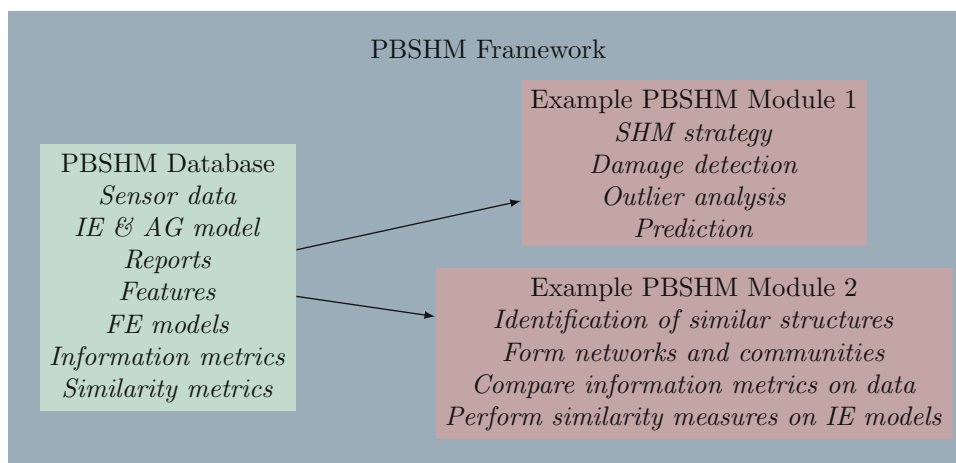 PBSHM Framework
PBSHM Database
Sensor data
IE & AG model
Reports
Features
FE models
Information metrics
Similarity metrics
Example PBSHM Module 1
SHM strategy
Damage detection
Outlier analysis
Prediction
Example PBSHM Module 2
Identification of similar structures
Form networks and communities
Compare information metrics on data
Perform similarity measures on IE models